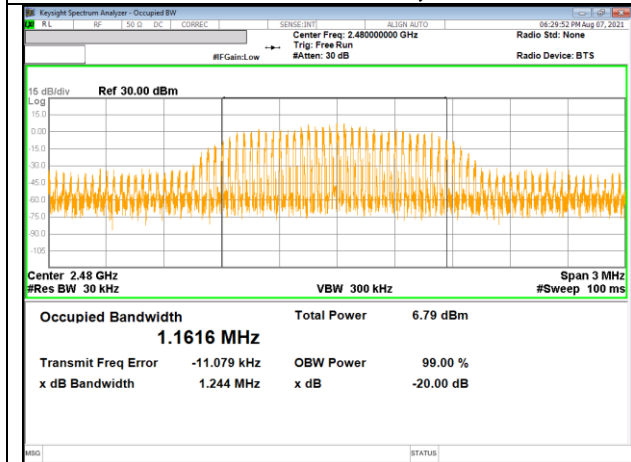 Keysight Spectrum Analyzer - Occupied BW
RL RF 50 Ω DC CORREC SENSE:INT ALIGN AUTO 06:29:52 PM Aug 07, 2021
Center Freq: 2.480000000 GHz Radio Std: None
Trig: Free Run
#IFGain:Low #Atten: 30 dB Radio Device: BTS
15 dB/div Ref 30.00 dBm
Log
15.0
0.00
-15.0
-30.0
-45.0
-60.0
-75.0
-90.0
-105
Center 2.48 GHz Span 3 MHz
#Res BW 30 kHz VBW 300 kHz #Sweep 100 ms
Occupied Bandwidth Total Power 6.79 dBm
1.1616 MHz
Transmit Freq Error -11.079 kHz OBW Power 99.00 %
x dB Bandwidth 1.244 MHz x dB -20.00 dB
MSG STATUS